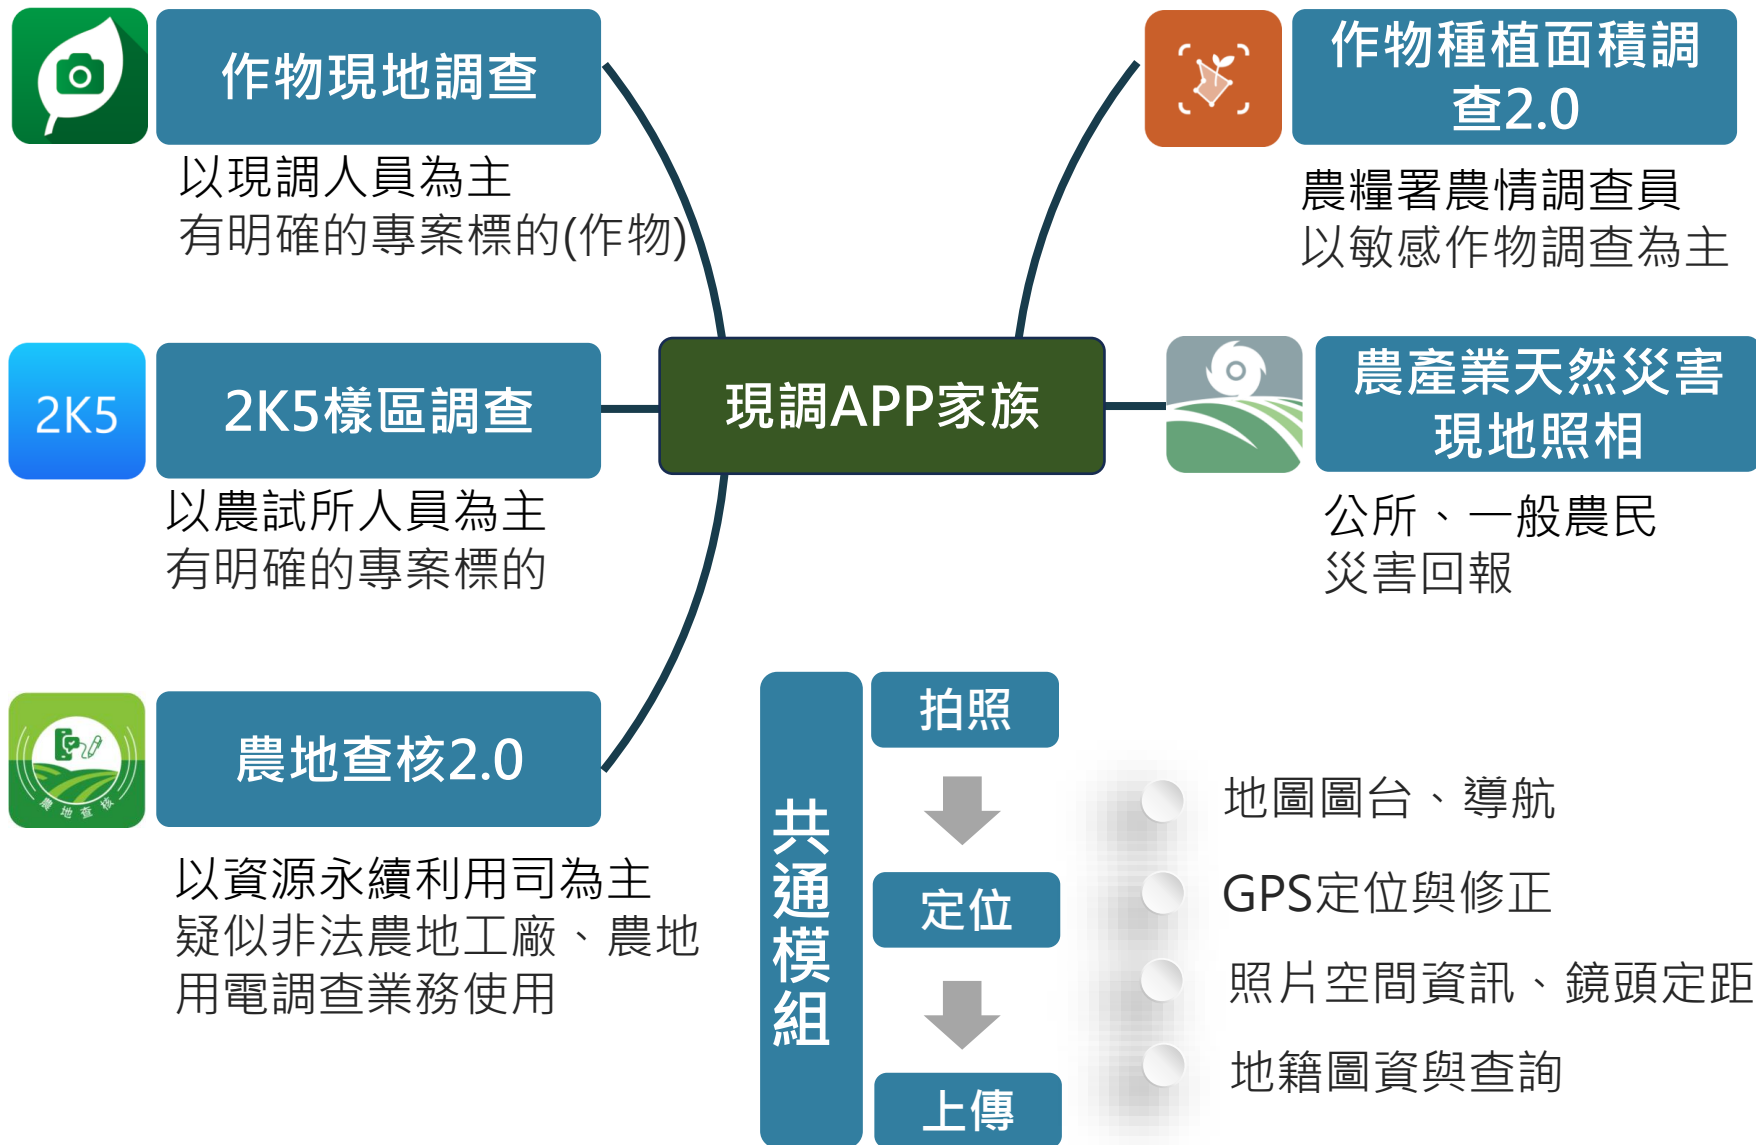 作物現地調查
以現調人員為主
有明確的專案標的(作物)
2K5
2K5樣區調查
以農試所人員為主
有明確的專案標的
農地查核
農地查核2.0
以資源永續利用司為主
疑似非法農地工廠、農地
用電調查業務使用
現調APP家族
作物種植面積調
查2.0
農糧署農情調查員
以敏感作物調查為主
農產業天然災害
現地照相
公所、一般農民
災害回報
共通模組
拍照
定位
上傳
地圖圖台、導航
GPS定位與修正
照片空間資訊、鏡頭定距
地籍圖資與查詢